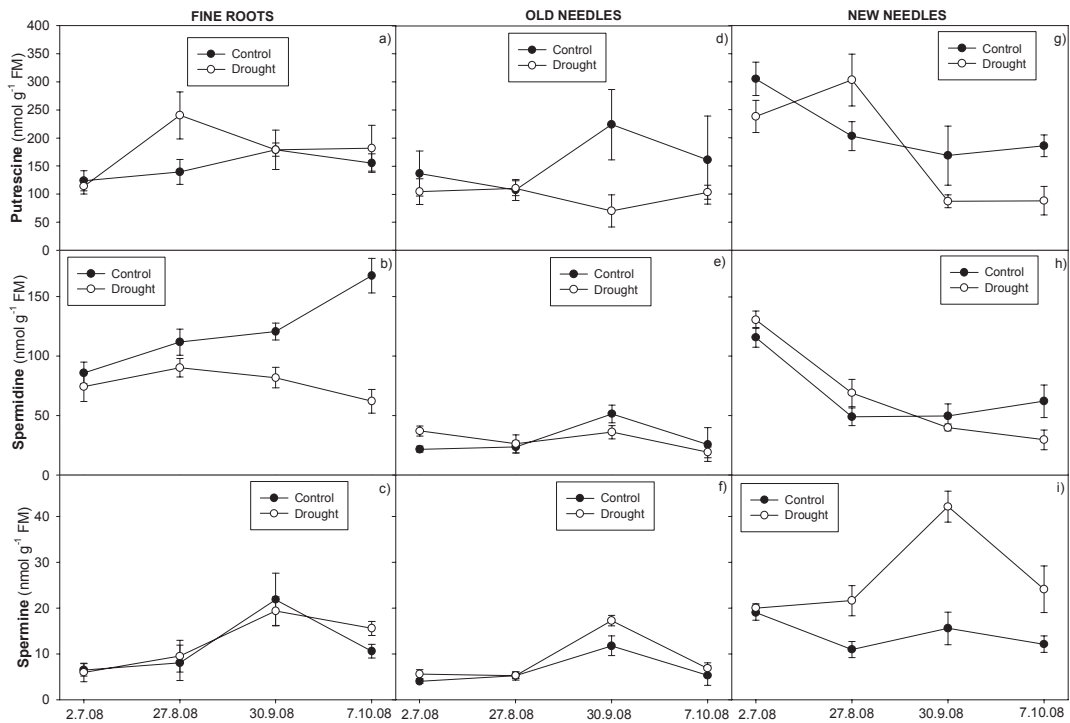 FINE ROOTS OLD NEEDLES NEW NEEDLES
Putrescine (nmol g-1 FM)
400
350
300
250
200
150
100
50
0
a)
Control
Drought
d)
Control
Drought
g)
Control
Drought
Spermidine (nmol g-1 FM)
150
100
50
0
b)
Control
Drought
e)
Control
Drought
h)
Control
Drought
Spermine (nmol g-1 FM)
40
30
20
10
0
c)
Control
Drought
f)
Control
Drought
i)
Control
Drought
2.7.08 27.8.08 30.9.08 7.10.08 2.7.08 27.8.08 30.9.08 7.10.08 2.7.08 27.8.08 30.9.08 7.10.08